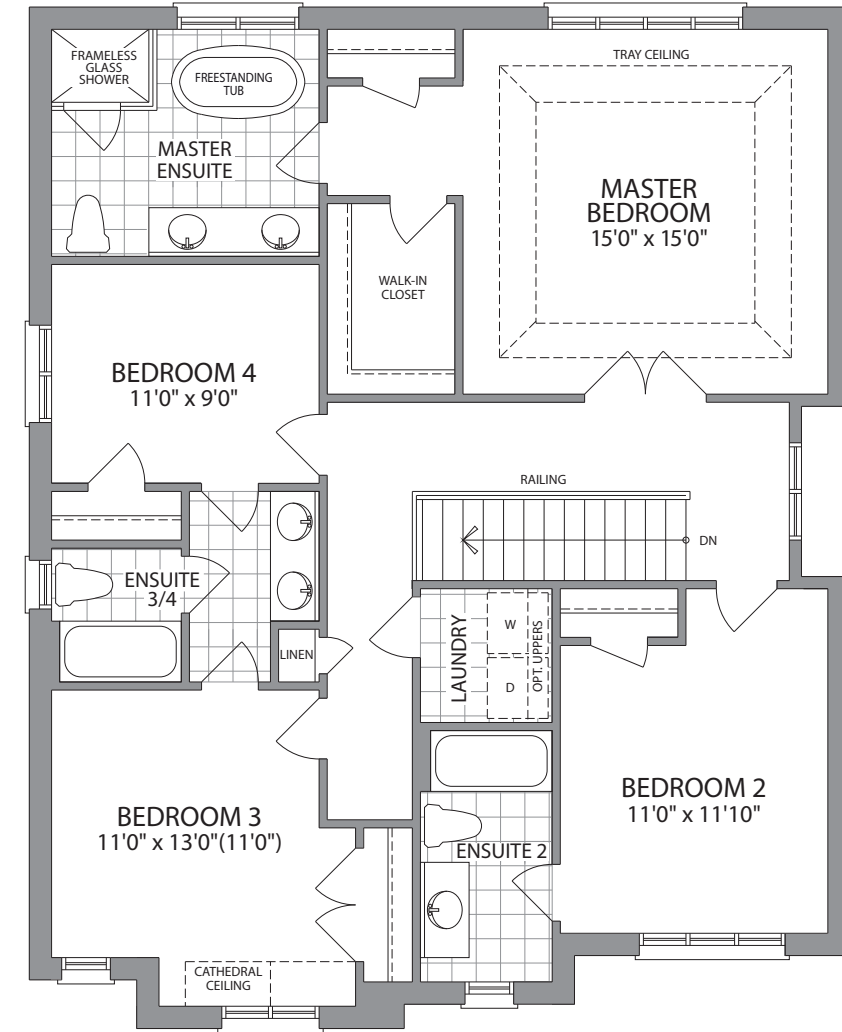 FRAMELESS
GLASS
SHOWER
FREESTANDING
TUB
MASTER
ENSUITE
TRAY CEILING
MASTER
BEDROOM
15'0" x 15'0"
WALK-IN
CLOSET
BEDROOM 4
11'0" x 9'0"
RAILING
DN
ENSUITE
3/4
LINEN
LAUNDRY
W
D
OPT. UPPERS
BEDROOM 2
11'0" x 11'10"
BEDROOM 3
11'0" x 13'0"(11'0")
ENSUITE 2
CATHEDRAL
CEILING